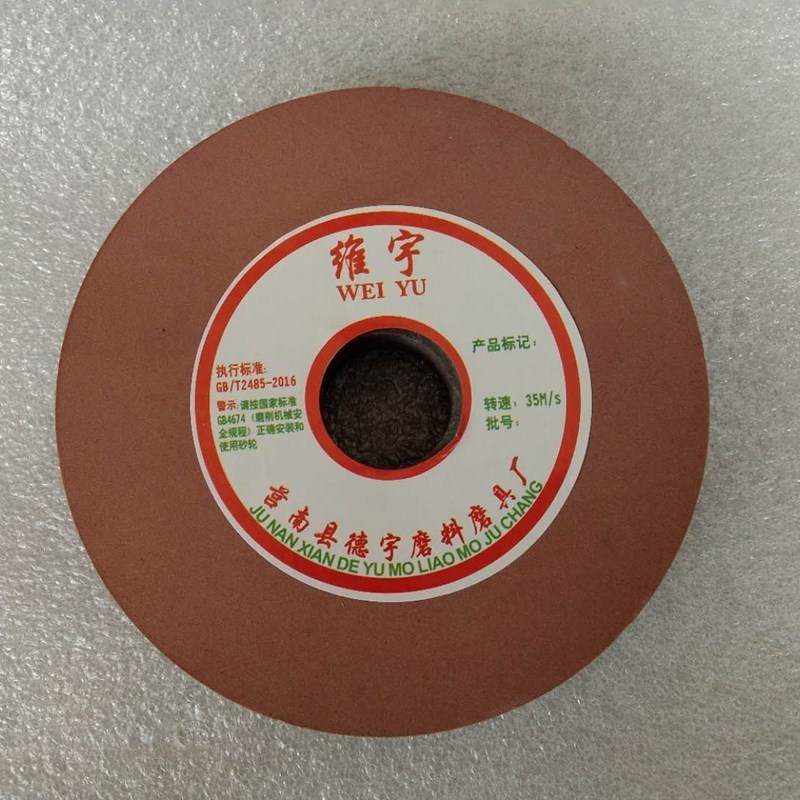 维宇
WEI YU
产品标记：
执行标准:
GB/T2485-2016
警示:请按国家标准
GB4674（磨削机械安
全规程）正确安装和
使用砂轮
转速：35M/s
批号：
莒南县德宇磨料磨具厂
JU NAN XIAN DE YU MO LIAO MO JU CHANG